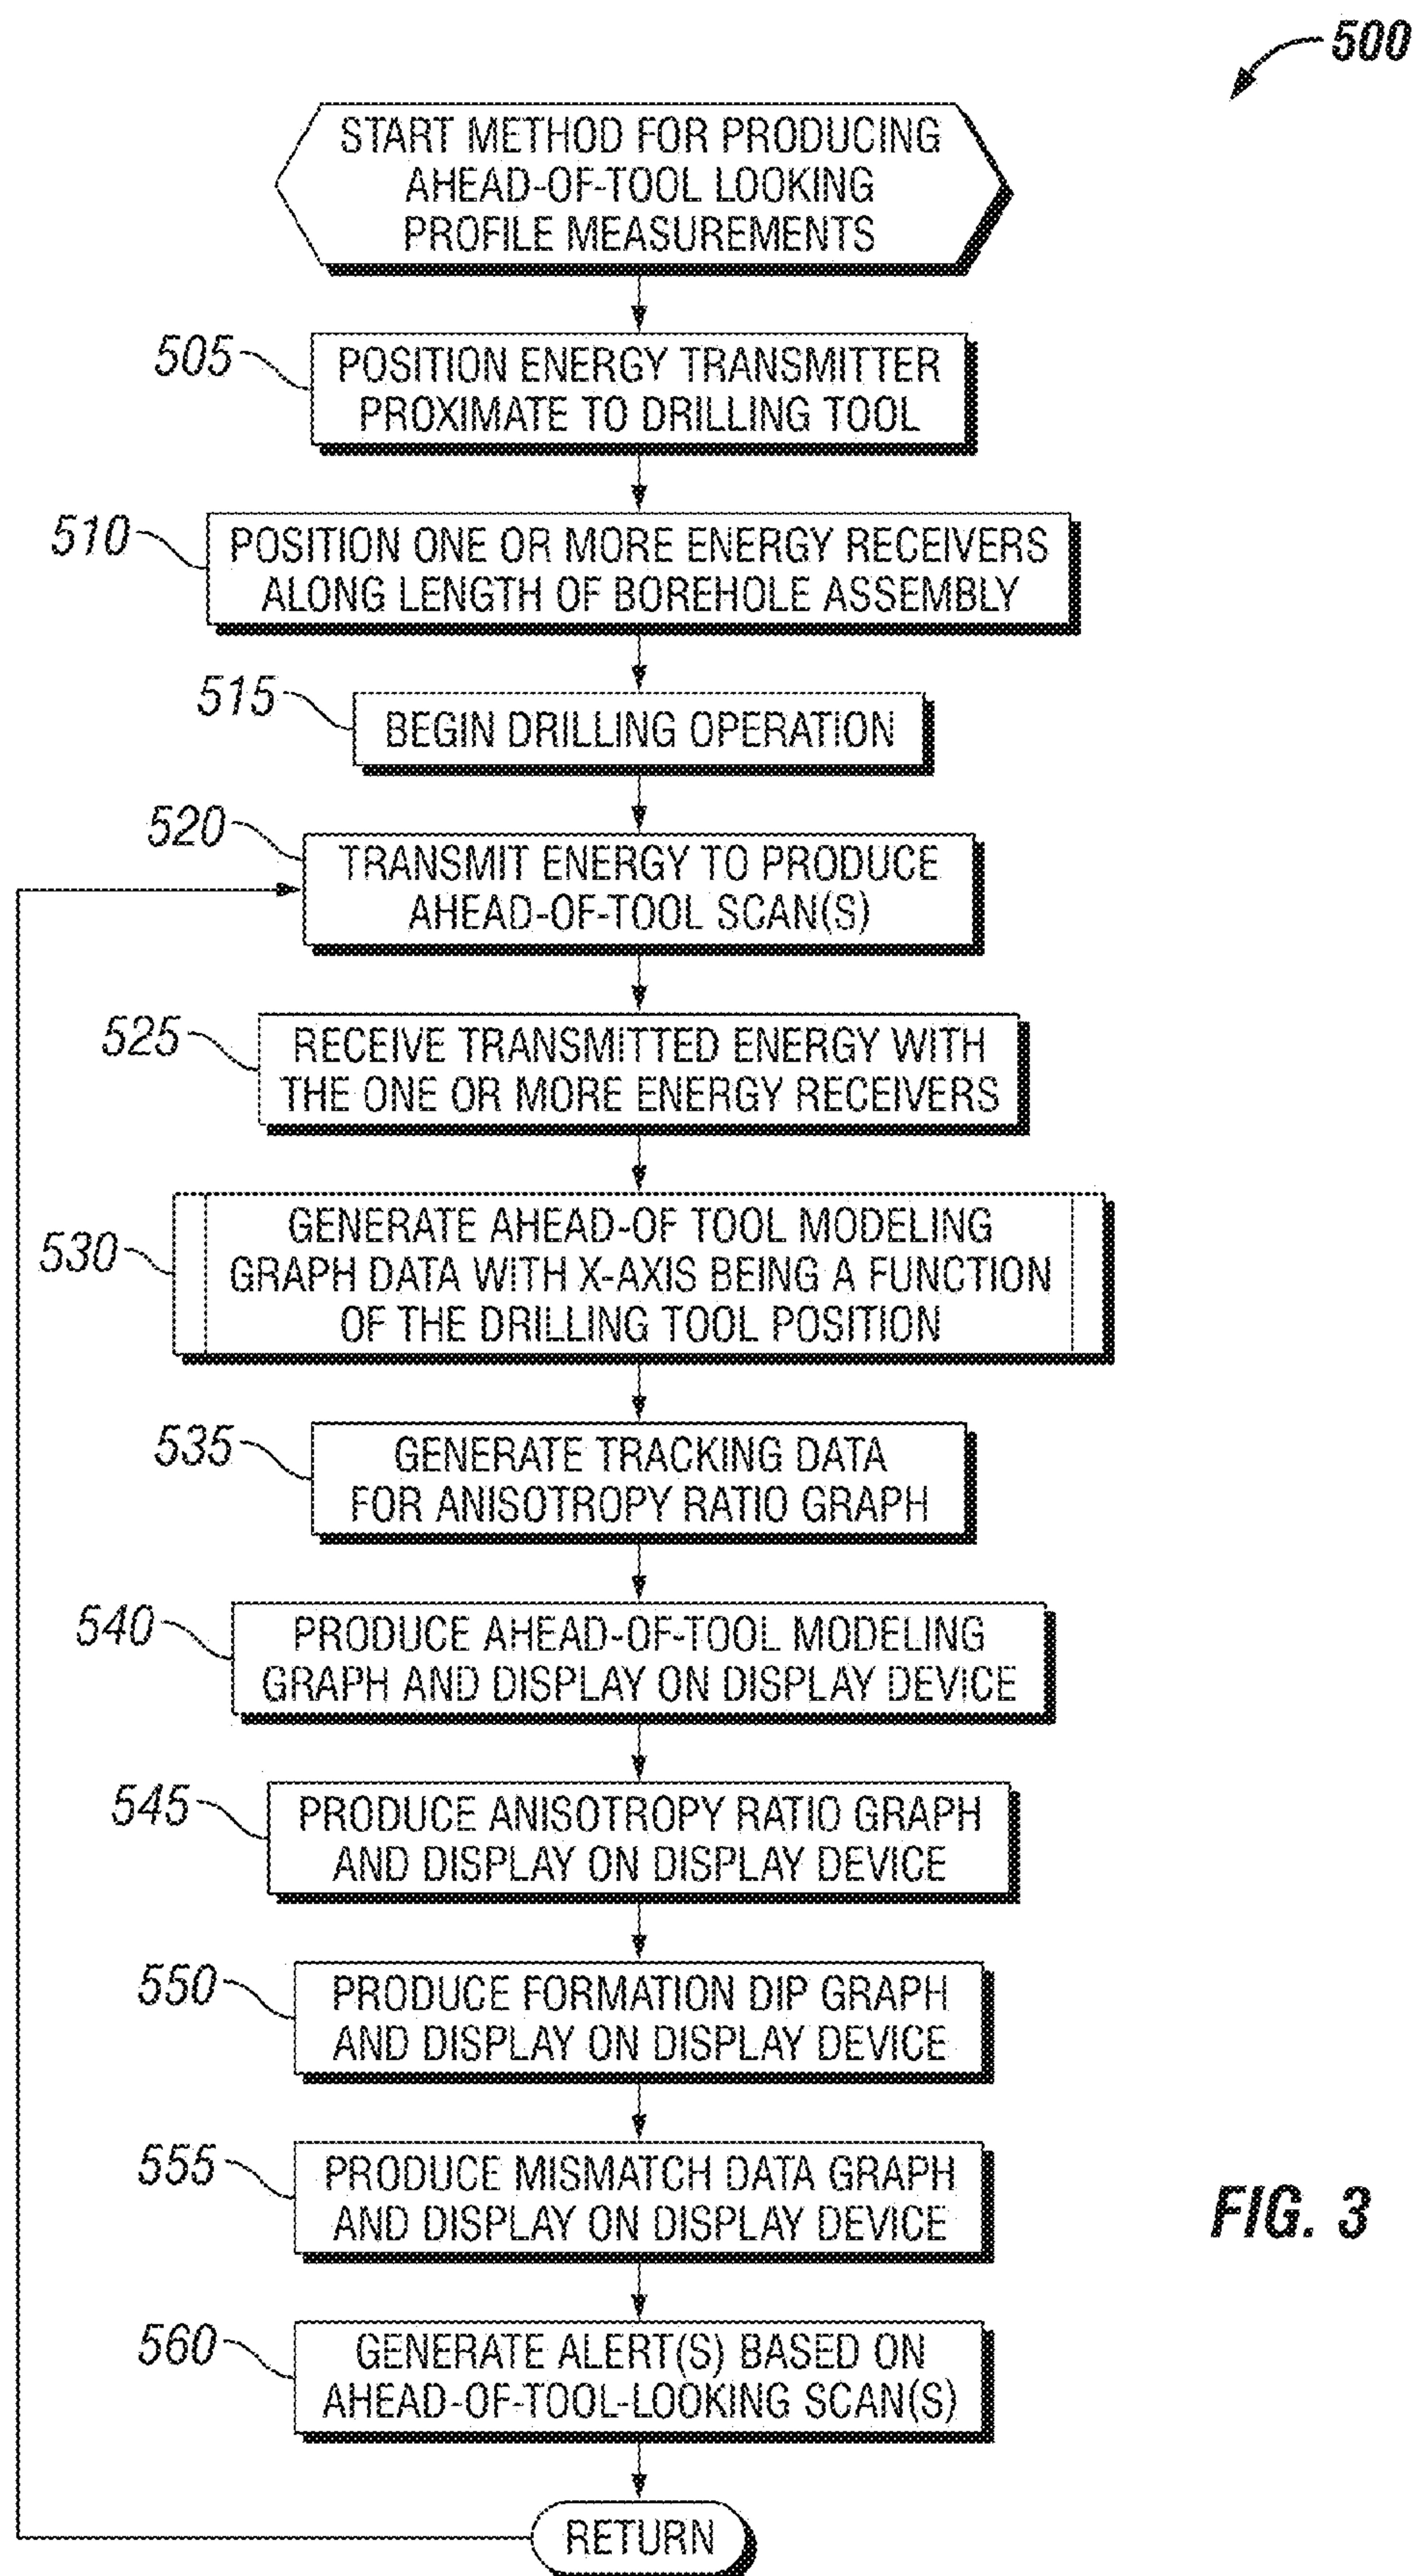 500
START METHOD FOR PRODUCING
AHEAD-OF-TOOL LOOKING
PROFILE MEASUREMENTS
505
POSITION ENERGY TRANSMITTER
PROXIMATE TO DRILLING TOOL
510
POSITION ONE OR MORE ENERGY RECEIVERS
ALONG LENGTH OF BOREHOLE ASSEMBLY
515
BEGIN DRILLING OPERATION
520
TRANSMIT ENERGY TO PRODUCE
AHEAD-OF-TOOL SCAN(S)
525
RECEIVE TRANSMITTED ENERGY WITH
THE ONE OR MORE ENERGY RECEIVERS
530
GENERATE AHEAD-OF TOOL MODELING
GRAPH DATA WITH X-AXIS BEING A FUNCTION
OF THE DRILLING TOOL POSITION
535
GENERATE TRACKING DATA
FOR ANISOTROPY RATIO GRAPH
540
PRODUCE AHEAD-OF-TOOL MODELING
GRAPH AND DISPLAY ON DISPLAY DEVICE
545
PRODUCE ANISOTROPY RATIO GRAPH
AND DISPLAY ON DISPLAY DEVICE
550
PRODUCE FORMATION DIP GRAPH
AND DISPLAY ON DISPLAY DEVICE
555
PRODUCE MISMATCH DATA GRAPH
AND DISPLAY ON DISPLAY DEVICE
FIG. 3
560
GENERATE ALERT(S) BASED ON
AHEAD-OF-TOOL-LOOKING SCAN(S)
RETURN